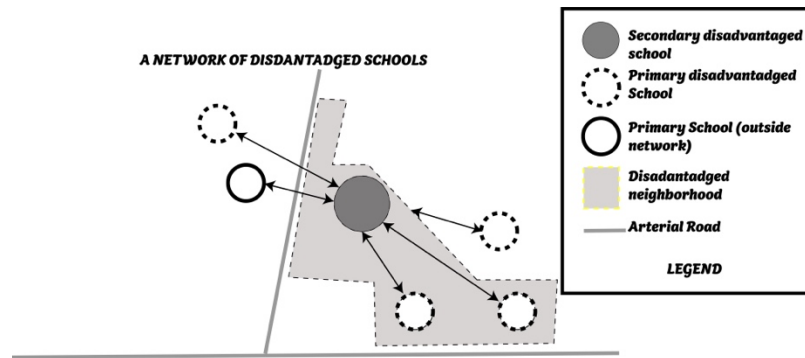 A NETWORK OF DISDANTADGED SCHOOLS
Secondary disadvantaged
school
Primary disadvantadged
School
Primary School (outside
network)
Disadantadged
neighborhood
Arterial Road
LEGEND